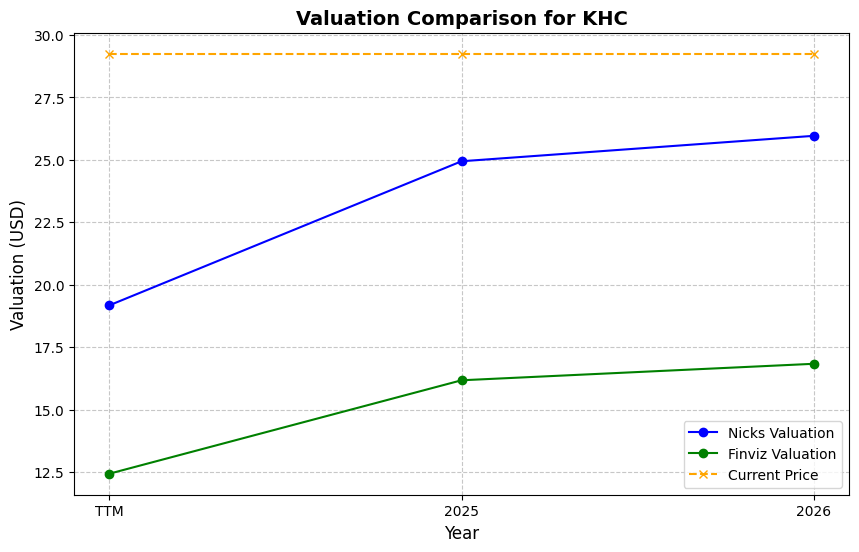 Valuation Comparison for KHC
Valuation (USD)
30.0
27.5
25.0
22.5
20.0
17.5
15.0
12.5
Nicks Valuation
Finviz Valuation
Current Price
TTM
2025
2026
Year